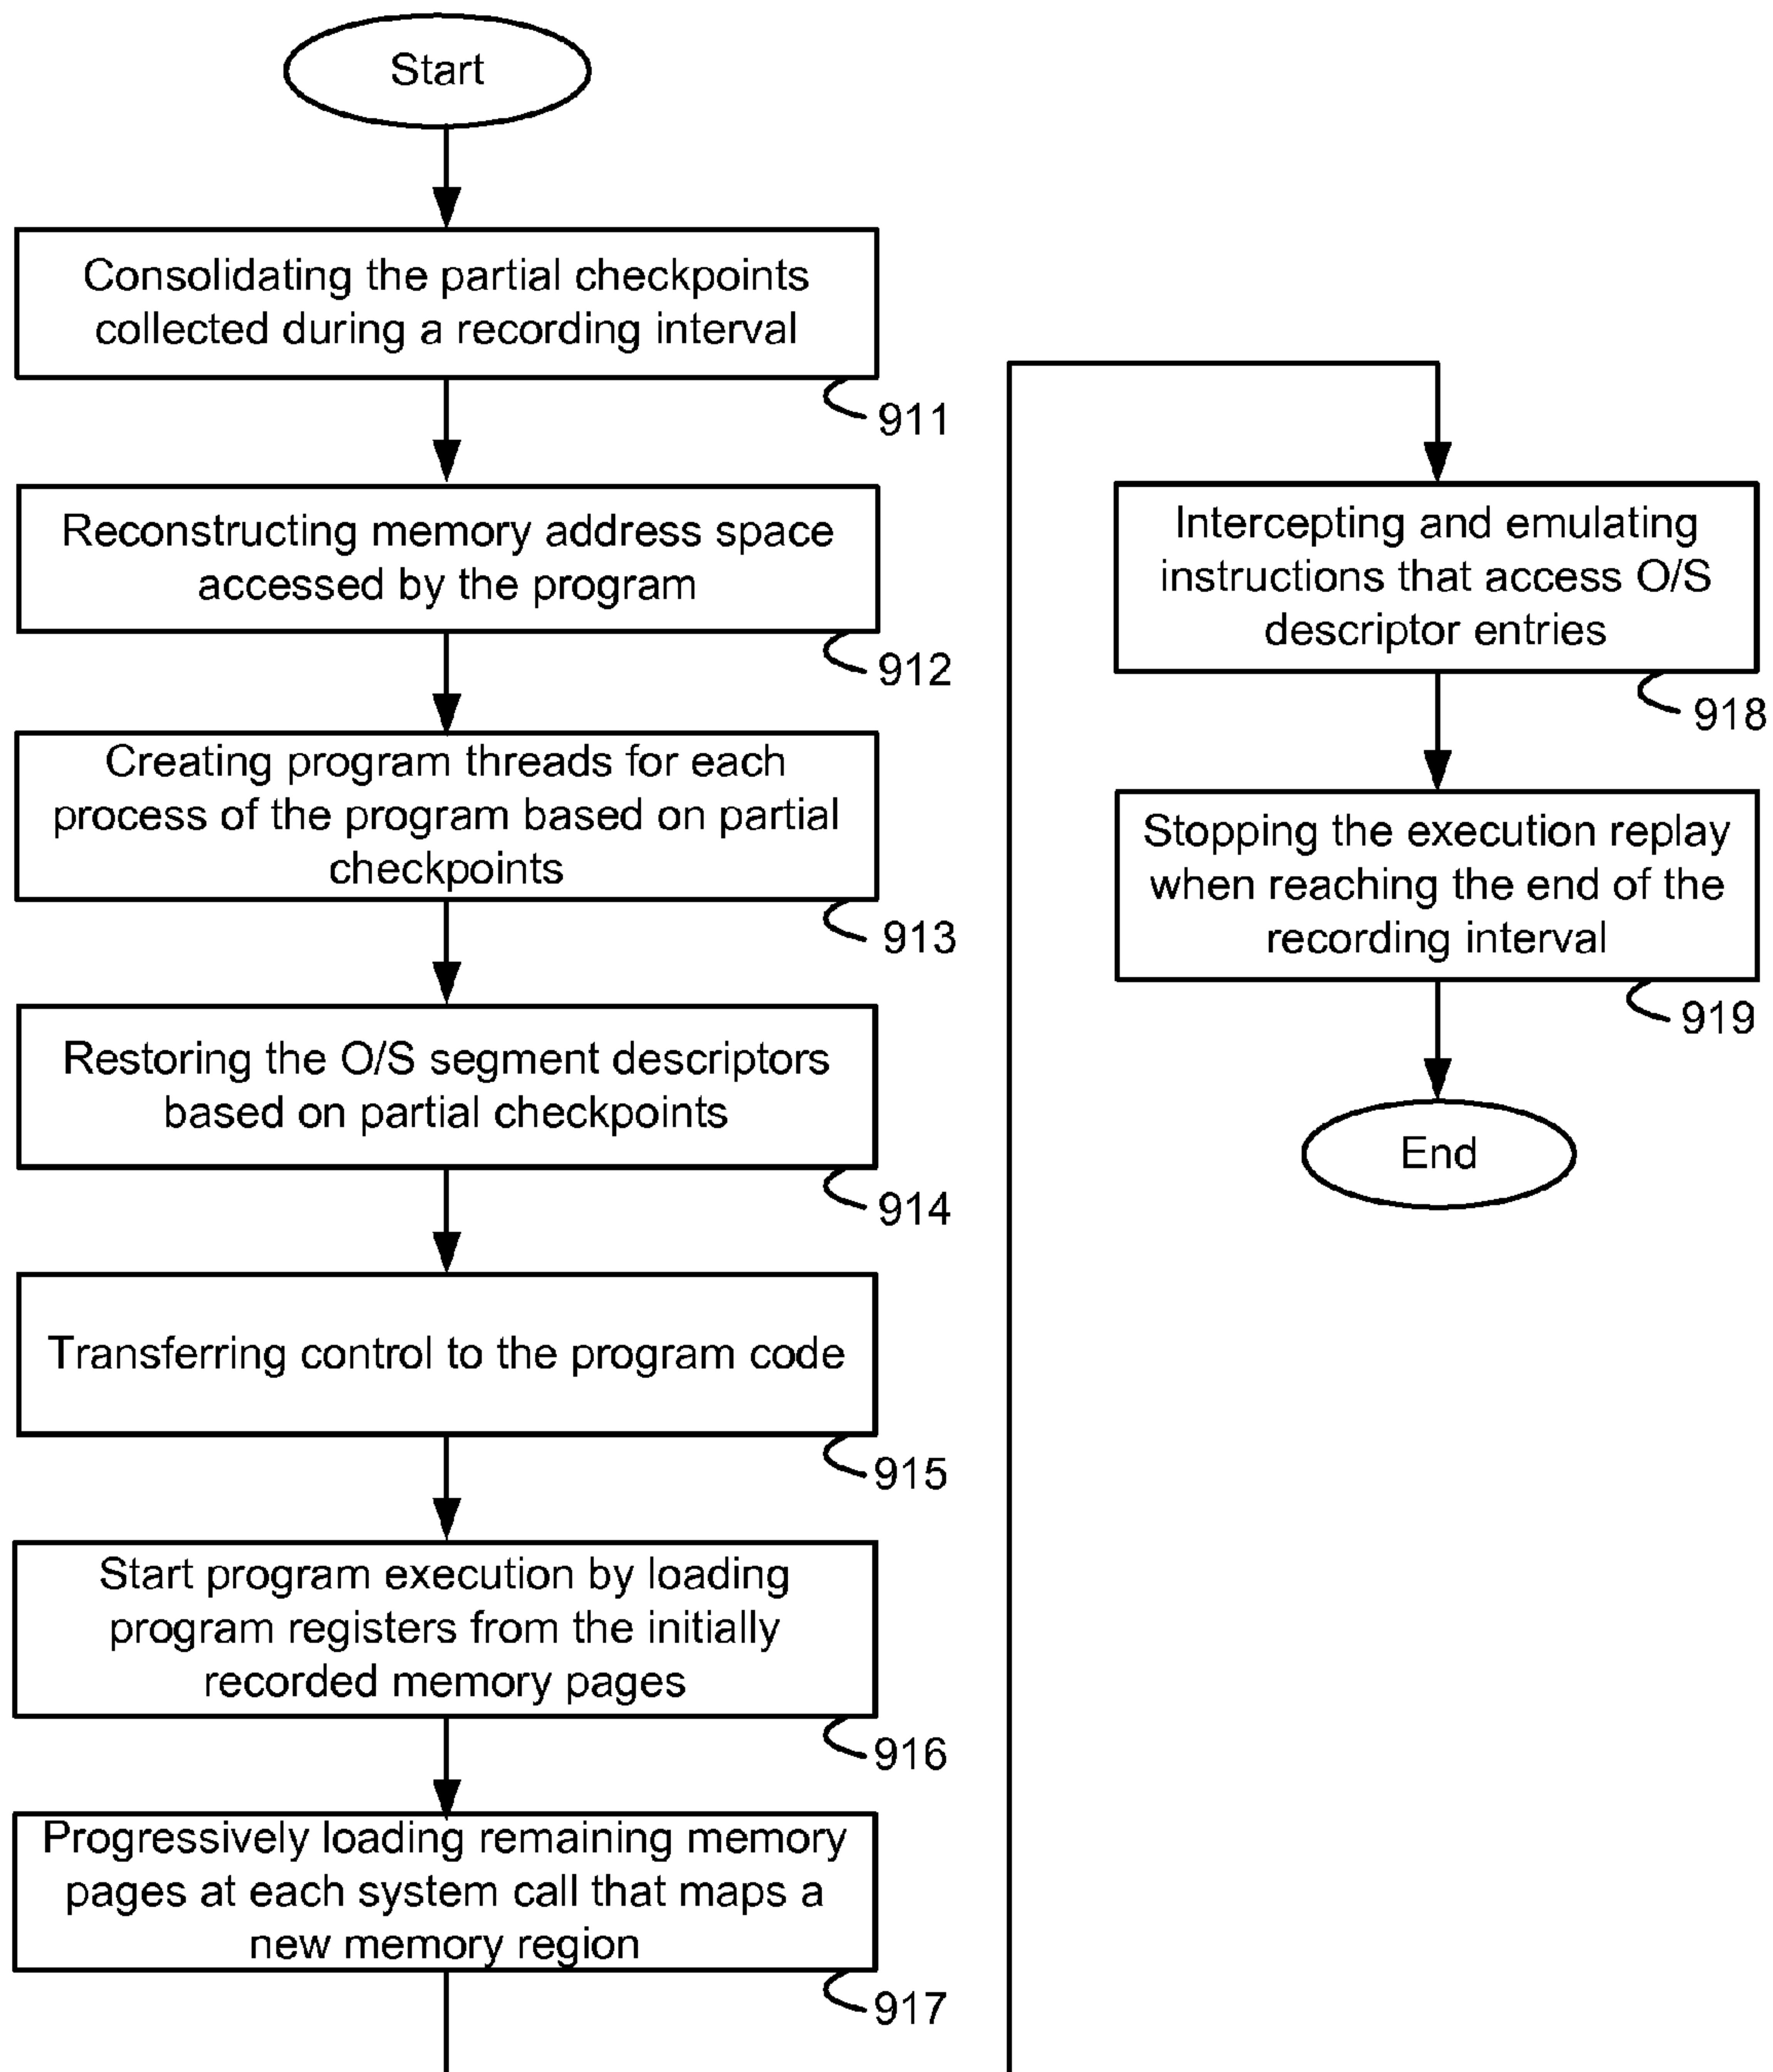 Start
Consolidating the partial checkpoints
collected during a recording interval
911
Reconstructing memory address space
accessed by the program
912
Creating program threads for each
process of the program based on partial
checkpoints
913
Restoring the O/S segment descriptors
based on partial checkpoints
914
Transferring control to the program code
915
Start program execution by loading
program registers from the initially
recorded memory pages
916
Progressively loading remaining memory
pages at each system call that maps a
new memory region
917
Intercepting and emulating
instructions that access O/S
descriptor entries
918
Stopping the execution replay
when reaching the end of the
recording interval
919
End